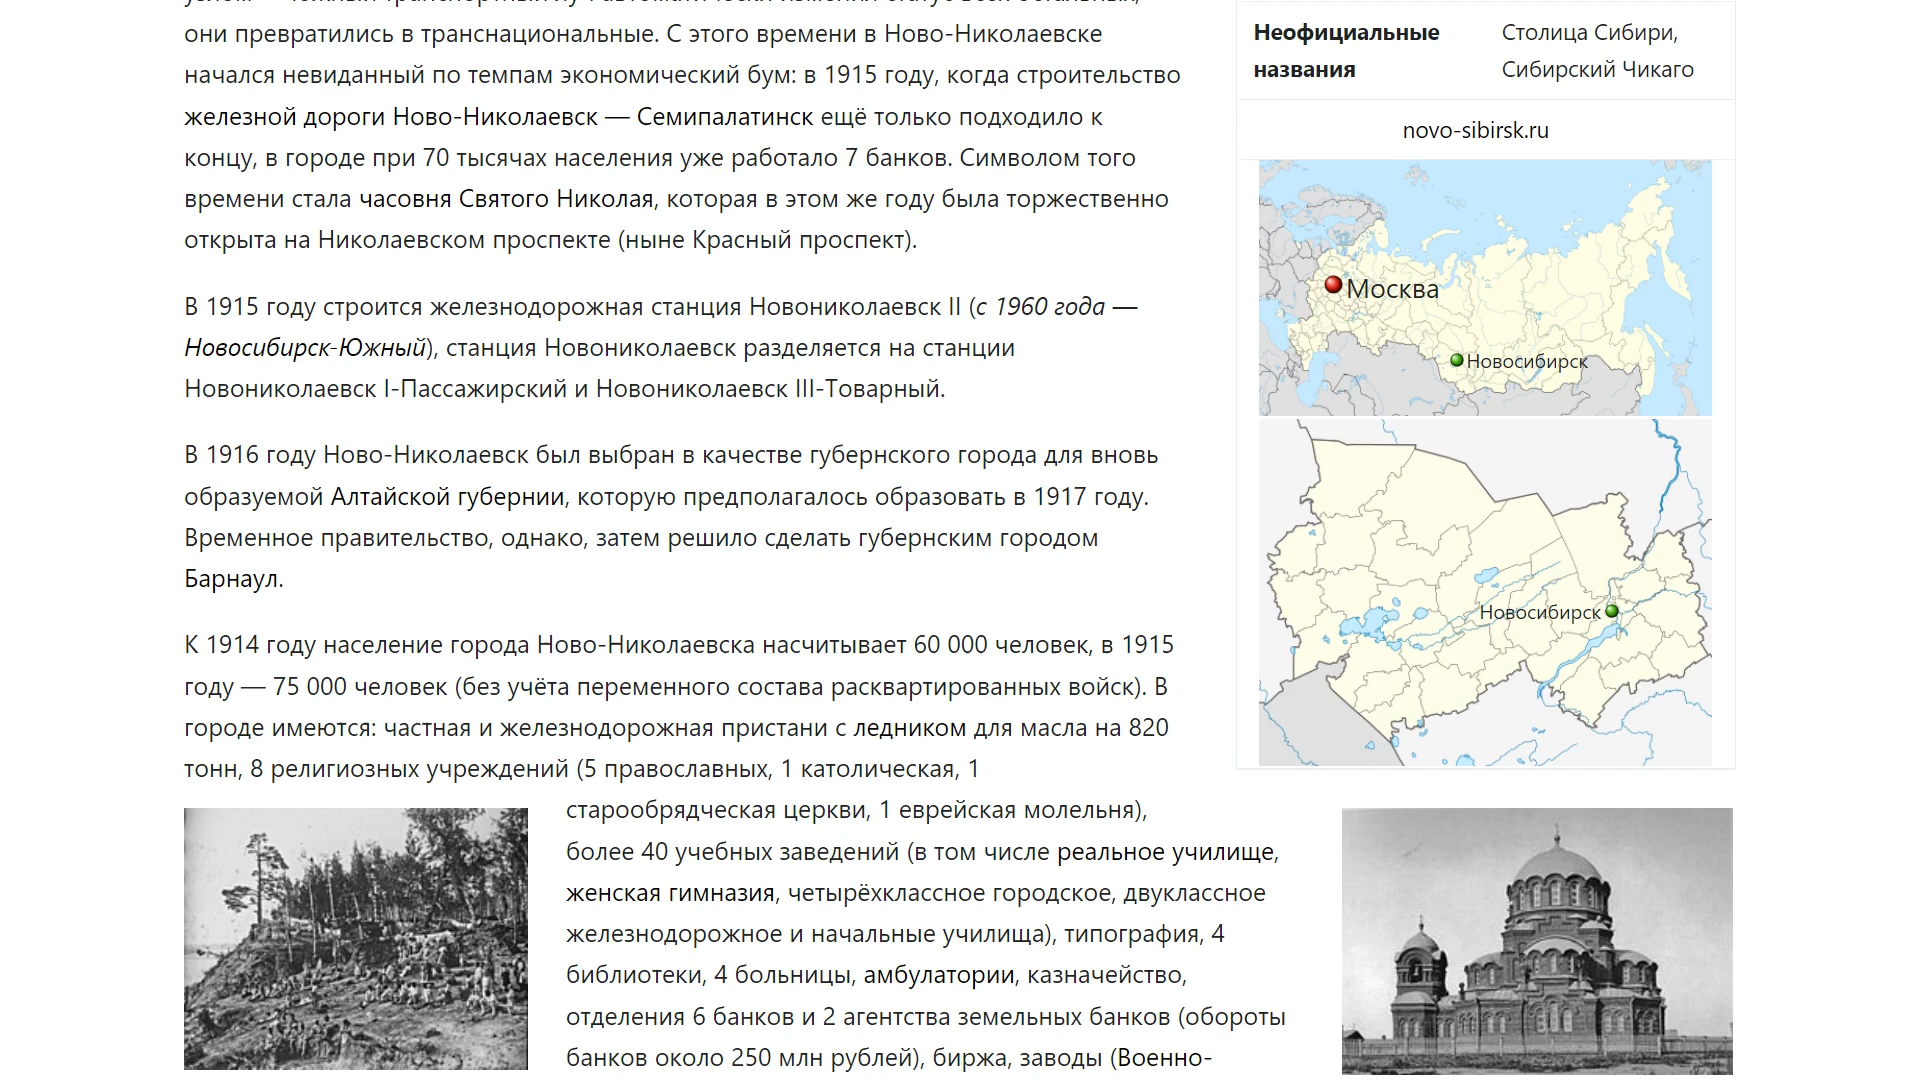 они превратились в транснациональные. С этого времени в Ново-Николаевске
начался невиданный по темпам экономический бум: в 1915 году, когда строительство
железной дороги Ново-Николаевск — Семипалатинск ещё только подходило к
концу, в городе при 70 тысячах населения уже работало 7 банков. Символом того
времени стала часовня Святого Николая, которая в этом же году была торжественно
открыта на Николаевском проспекте (ныне Красный проспект).
В 1915 году строится железнодорожная станция Новониколаевск II (с 1960 года —
Новосибирск-Южный), станция Новониколаевск разделяется на станции
Новониколаевск I-Пассажирский и Новониколаевск III-Товарный.
В 1916 году Ново-Николаевск был выбран в качестве губернского города для вновь
образуемой Алтайской губернии, которую предполагалось образовать в 1917 году.
Временное правительство, однако, затем решило сделать губернским городом
Барнаул.
К 1914 году население города Ново-Николаевска насчитывает 60 000 человек, в 1915
году — 75 000 человек (без учёта переменного состава расквартированных войск). В
городе имеются: частная и железнодорожная пристани с ледником для масла на 820
тонн, 8 религиозных учреждений (5 православных, 1 католическая, 1
старообрядческая церкви, 1 еврейская молельня),
более 40 учебных заведений (в том числе реальное училище,
женская гимназия, четырёхклассное городское, двуклассное
железнодорожное и начальные училища), типография, 4
библиотеки, 4 больницы, амбулатории, казначейство,
отделения 6 банков и 2 агентства земельных банков (обороты
банков около 250 млн рублей), биржа, заводы (Военно-
Неофициальные
названия
Столица Сибири,
Сибирский Чикаго
novo-sibirsk.ru
Москва
Новосибирск
Новосибирск